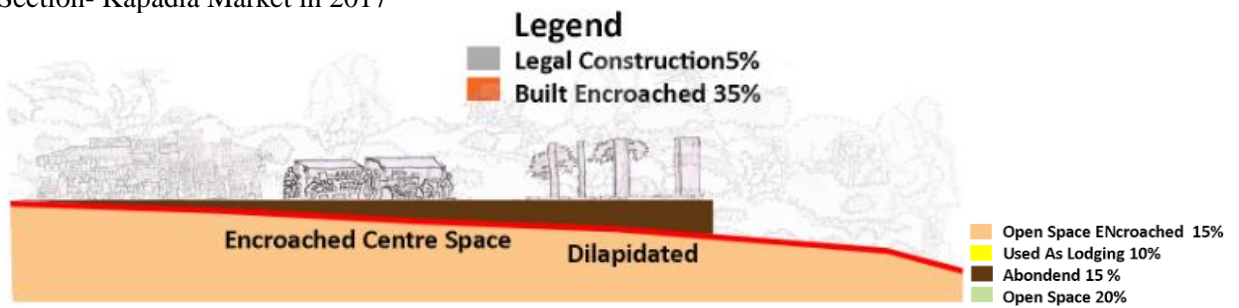 Section- Kapadia Market in 2017
Legend
Legal Construction5%
Built Encroached 35%
Encroached Centre Space
Dilapidated
Open Space ENcroached 15%
Used As Lodging 10%
Abondend 15 %
Open Space 20%